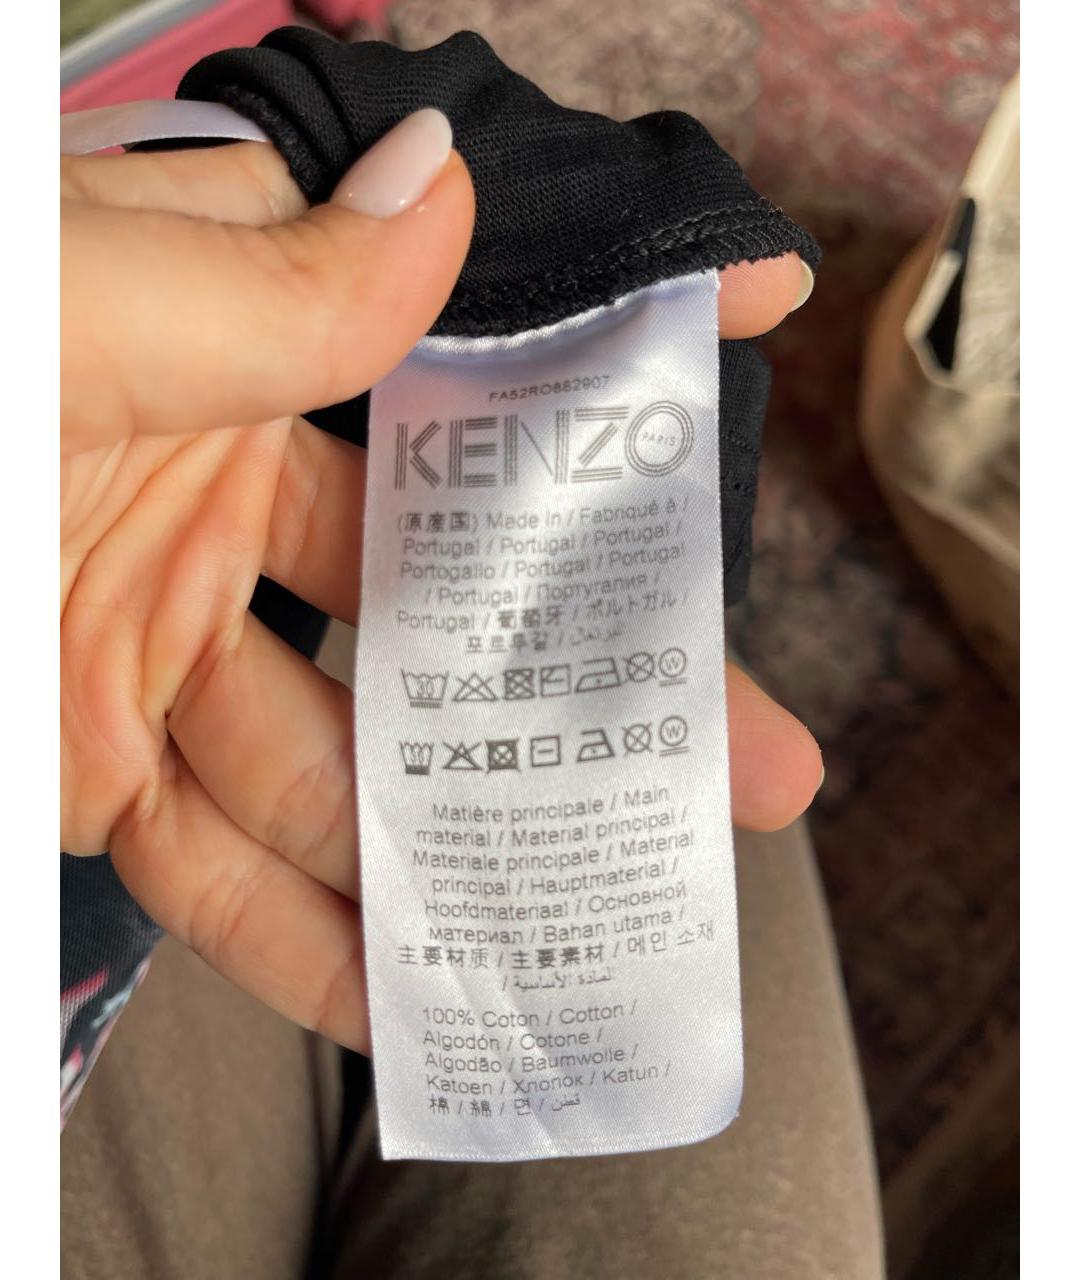 FA52RO882907
KENZO
PARIS
(原産国) Made in / Fabriqué à /
Portugal / Portugal / Portugal /
Portogallo / Portugal / Portugal
/ Portugal / Португалия /
Portugal / 葡萄牙 / ポルトガル /
포르투갈 / البرتغال
30 W
30 W
Matière principale / Main
material / Material principal /
Materiale principale / Material
principal / Hauptmaterial /
Hoofdmateriaal / Основной
материал / Bahan utama /
主要材质 / 主要素材 / 메인 소재
/ المادة الأساسية
100% Coton / Cotton /
Algodón / Cotone /
Algodão / Baumwolle /
Katoen / Хлопок / Katun /
棉 / 綿 / 면 / قطن